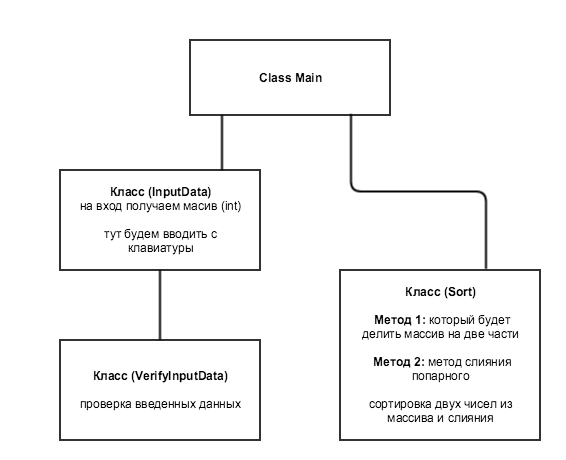 Class Main
Класс (InputData)
на вход получаем масив (int)
тут будем вводить с
клавиатуры
Класс (VerifyInputData)
проверка введенных данных
Класс (Sort)
Метод 1: который будет
делить массив на две части
Метод 2: метод слияния
попарного
сортировка двух чисел из
массива и слияния